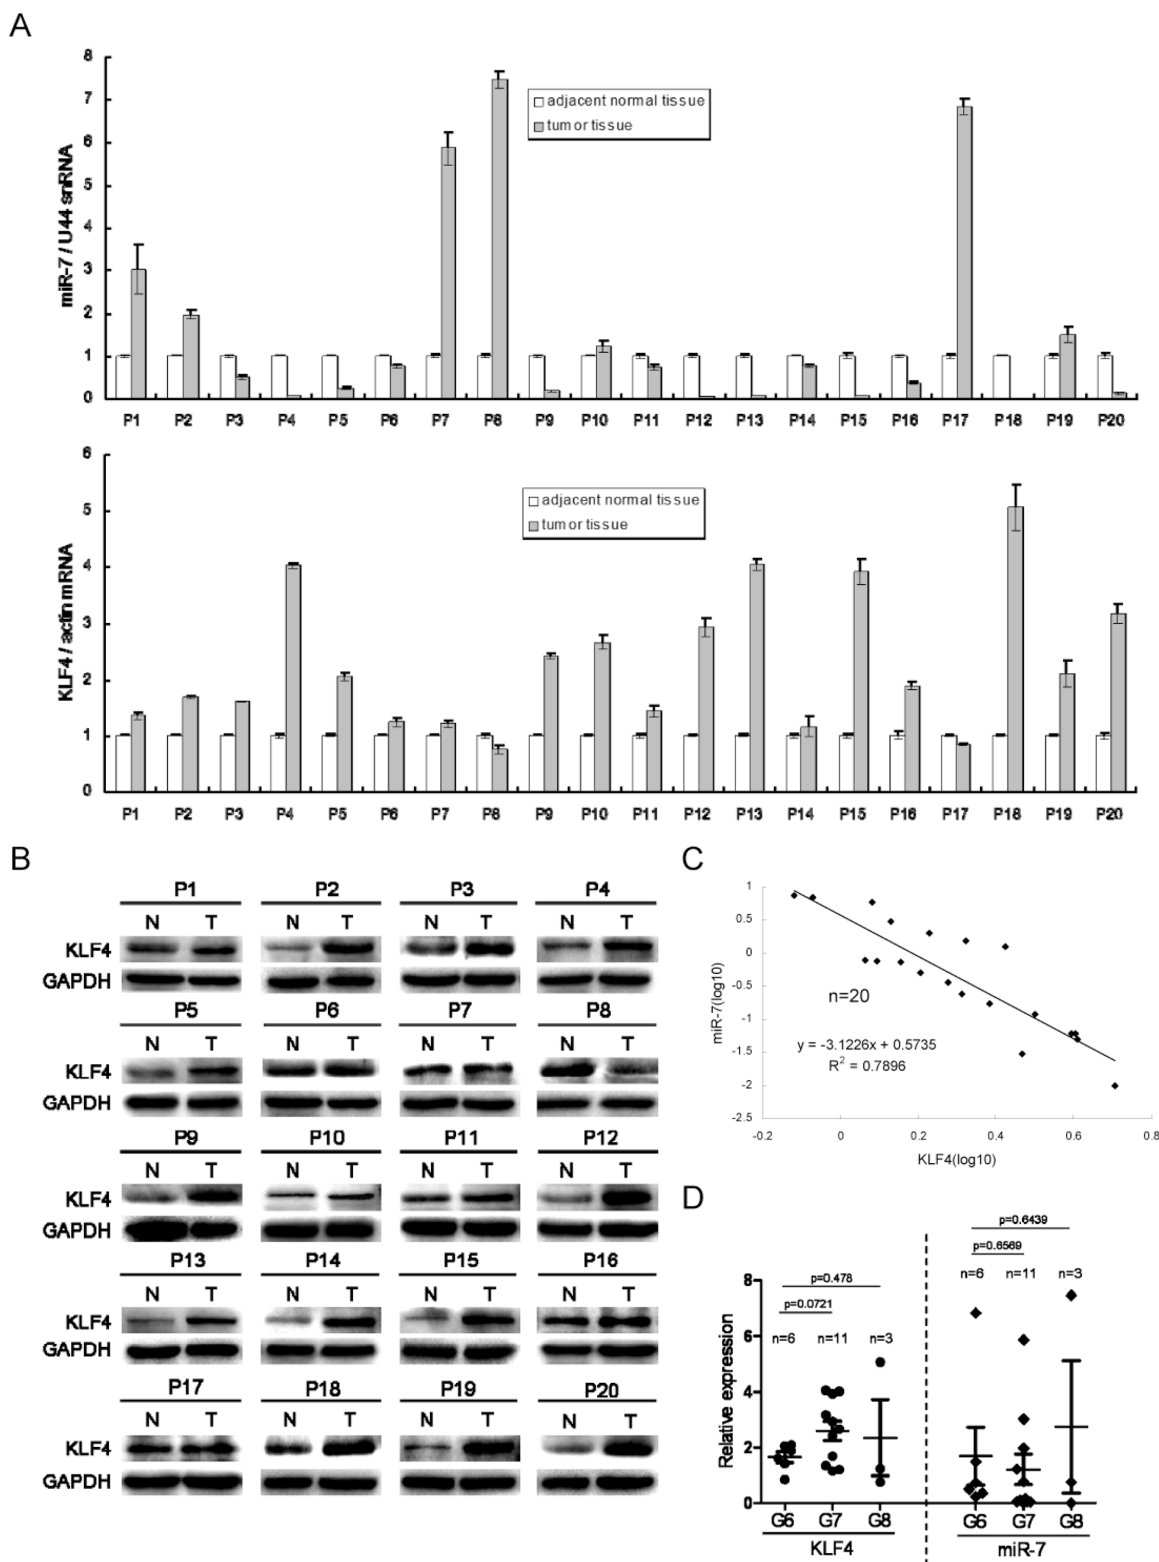 A
8
7
6
5
4
3
2
1
0
miR-7 / U44 snRNA
adjacent normal tissue
tumor tissue
P1 P2 P3 P4 P5 P6 P7 P8 P9 P10 P11 P12 P13 P14 P15 P16 P17 P18 P19 P20
6
5
4
3
2
1
0
KLF4 / actin mRNA
adjacent normal tissue
tumor tissue
P1 P2 P3 P4 P5 P6 P7 P8 P9 P10 P11 P12 P13 P14 P15 P16 P17 P18 P19 P20
B
P1 P2 P3 P4
N T N T N T N T
KLF4
GAPDH
P5 P6 P7 P8
N T N T N T N T
KLF4
GAPDH
P9 P10 P11 P12
N T N T N T N T
KLF4
GAPDH
P13 P14 P15 P16
N T N T N T N T
KLF4
GAPDH
P17 P18 P19 P20
N T N T N T N T
KLF4
GAPDH
C
1
0.5
0
-0.5
-1
-1.5
-2
-2.5
miR-7(log10)
n=20
y = -3.1226x + 0.5735
R² = 0.7896
-0.2 0 0.2 0.4 0.6 0.8
KLF4(log10)
D
p=0.6439
p=0.6569
n=6 n=11 n=3
p=0.478
p=0.0721
n=6 n=11 n=3
8
6
4
2
0
Relative expression
G6 G7 G8 G6 G7 G8
KLF4 miR-7